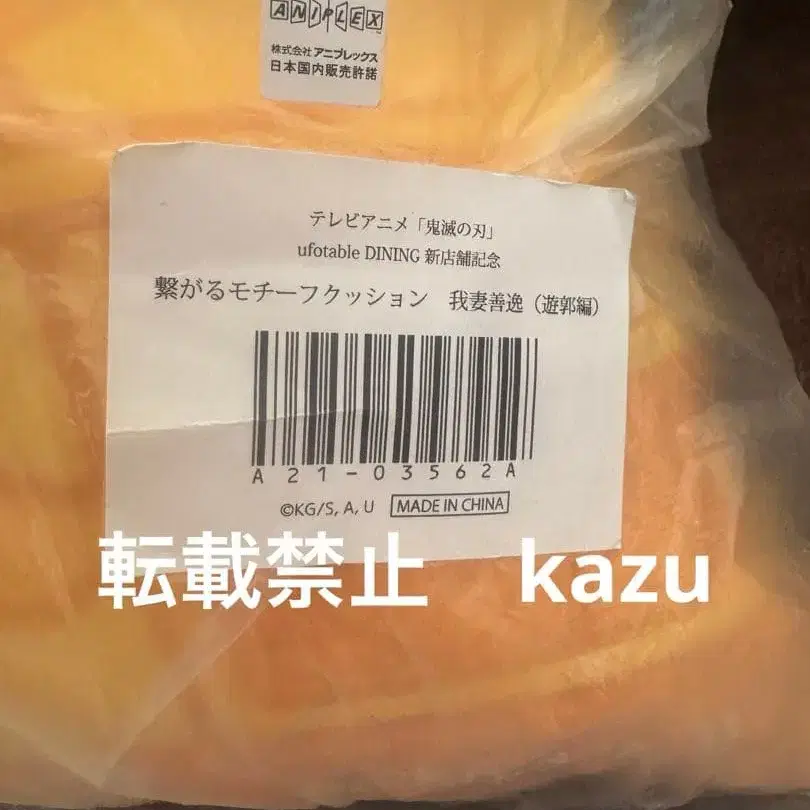 ANIPLEX
株式会社 アニプレックス
日本国内販売許諾
テレビアニメ「鬼滅の刃」
ufotable DINING 新店舗記念
繋がるモチーフクッション　我妻善逸（遊郭編）
A21-03562A
©KG/S, A, U MADE IN CHINA
転載禁止　kazu